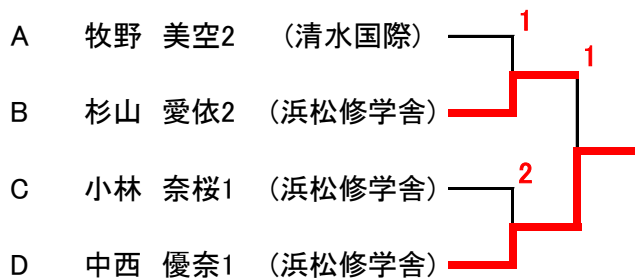 A 牧野 美空2 (清水国際) 1
1
B 杉山 愛依2 (浜松修学舎)
C 小林 奈桜1 (浜松修学舎) 2
D 中西 優奈1 (浜松修学舎)